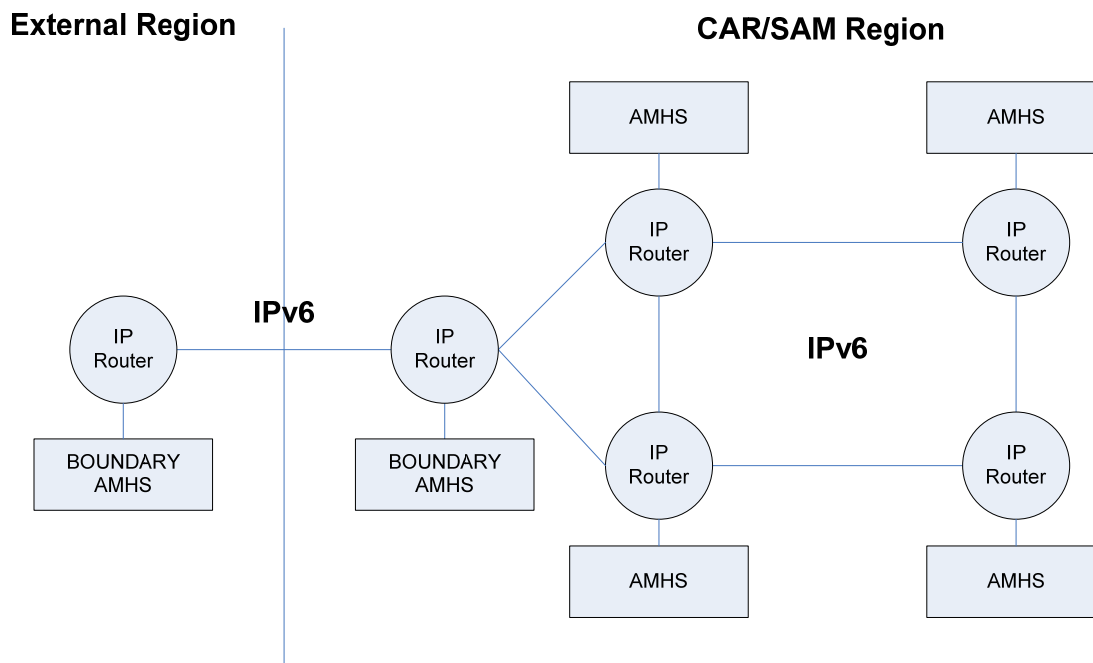 External Region
CAR/SAM Region
AMHS
AMHS
IP
Router
IP
Router
IPv6
IP
Router
IP
Router
IPv6
BOUNDARY
AMHS
BOUNDARY
AMHS
IP
Router
IP
Router
AMHS
AMHS